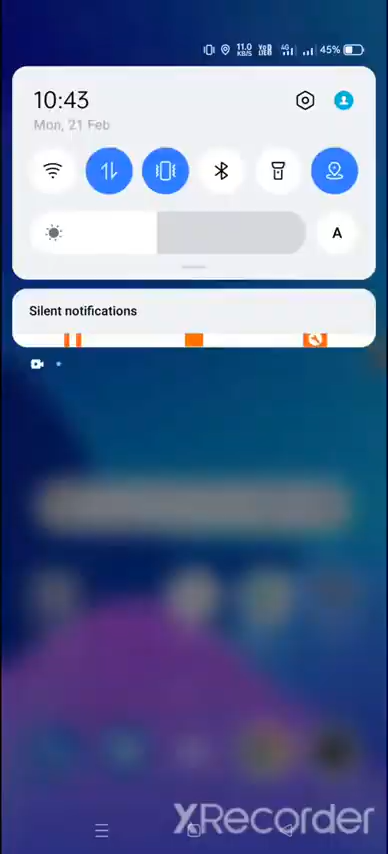 11.0
KB/S
4G
45%
10:43
Mon, 21 Feb
A
Silent notifications
XRecorder